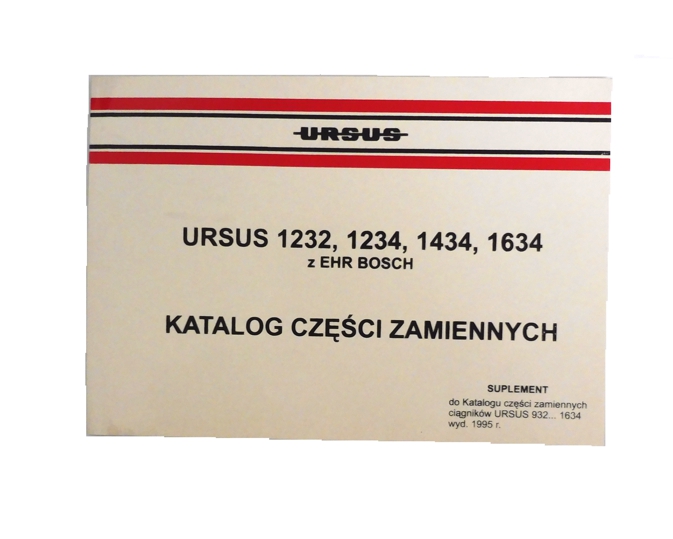 URSUS
URSUS 1232, 1234, 1434, 1634
z EHR BOSCH
KATALOG CZĘŚCI ZAMIENNYCH
SUPLEMENT
do Katalogu części zamiennych
ciągników URSUS 932... 1634
wyd. 1995 r.